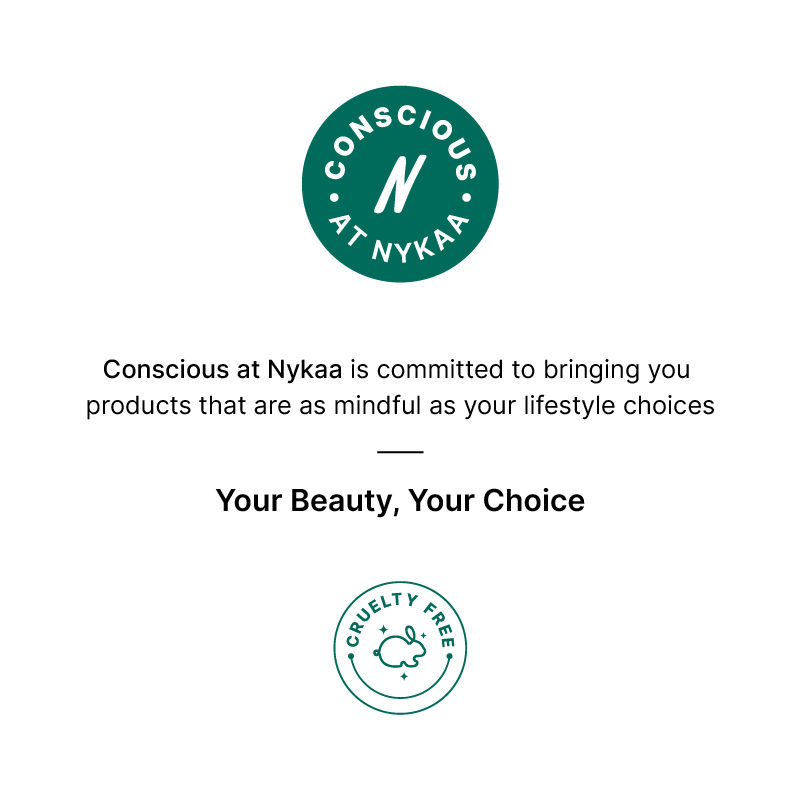 CONSCIOUS
N
AT NYKAA
Conscious at Nykaa is committed to bringing you
products that are as mindful as your lifestyle choices
Your Beauty, Your Choice
CRUELTY FREE